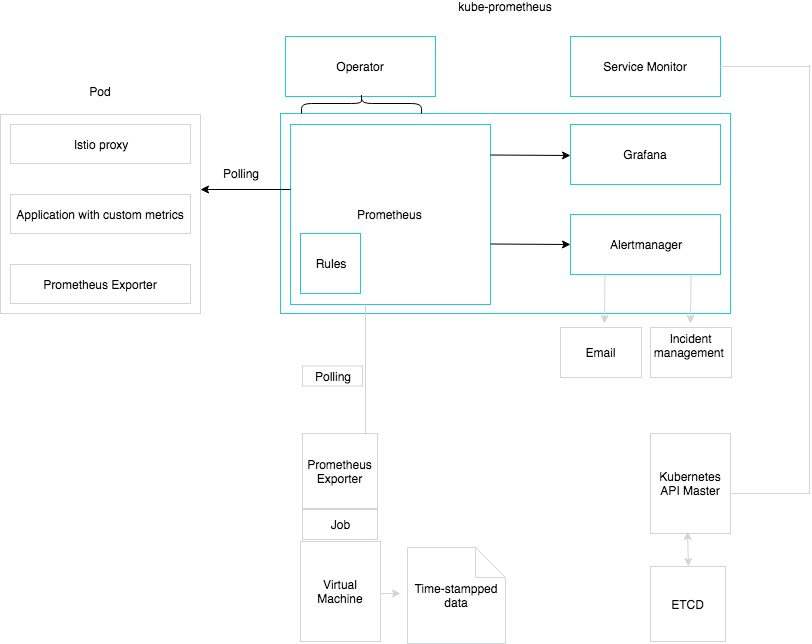 kube-prometheus
Operator
Service Monitor
Pod
Istio proxy
Application with custom metrics
Prometheus Exporter
Polling
Prometheus
Rules
Grafana
Alertmanager
Email
Incident
management
Polling
Prometheus
Exporter
Job
Virtual
Machine
Time-stampped
data
Kubernetes
API Master
ETCD